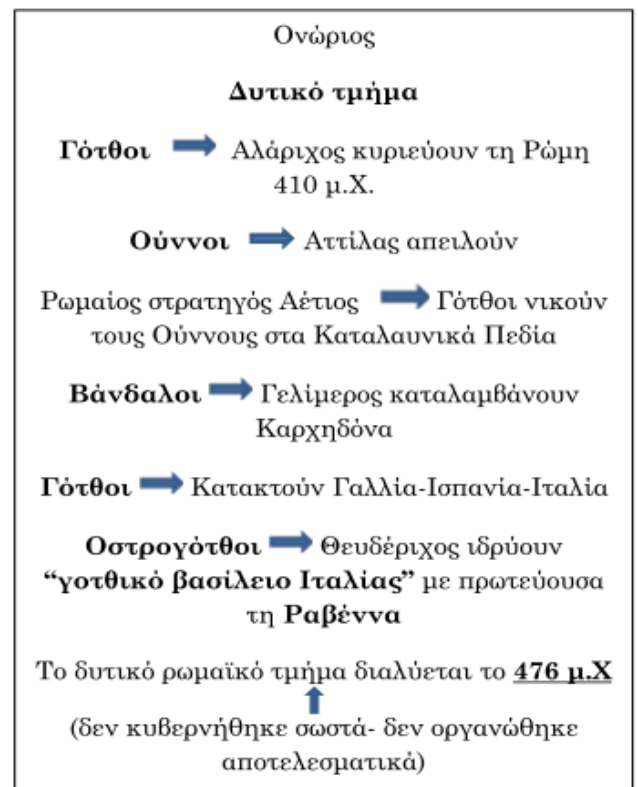 Ονώριος
Δυτικό τμήμα
Γότθοι Αλάριχος κυριεύουν τη Ρώμη
410 μ.Χ.
Ούννοι Αττίλας απειλούν
Ρωμαίος στρατηγός Αέτιος Γότθοι νικούν
τους Ούννους στα Καταλαυνικά Πεδία
Βάνδαλοι Γελίμερος καταλαμβάνουν
Καρχηδόνα
Γότθοι Κατακτούν Γαλλία-Ισπανία-Ιταλία
Οστρογότθοι Θευδέριχος ιδρύουν
“γοτθικό βασίλειο Ιταλίας” με πρωτεύουσα
τη Ραβέννα
Το δυτικό ρωμαϊκό τμήμα διαλύεται το 476 μ.Χ
(δεν κυβερνήθηκε σωστά- δεν οργανώθηκε
αποτελεσματικά)